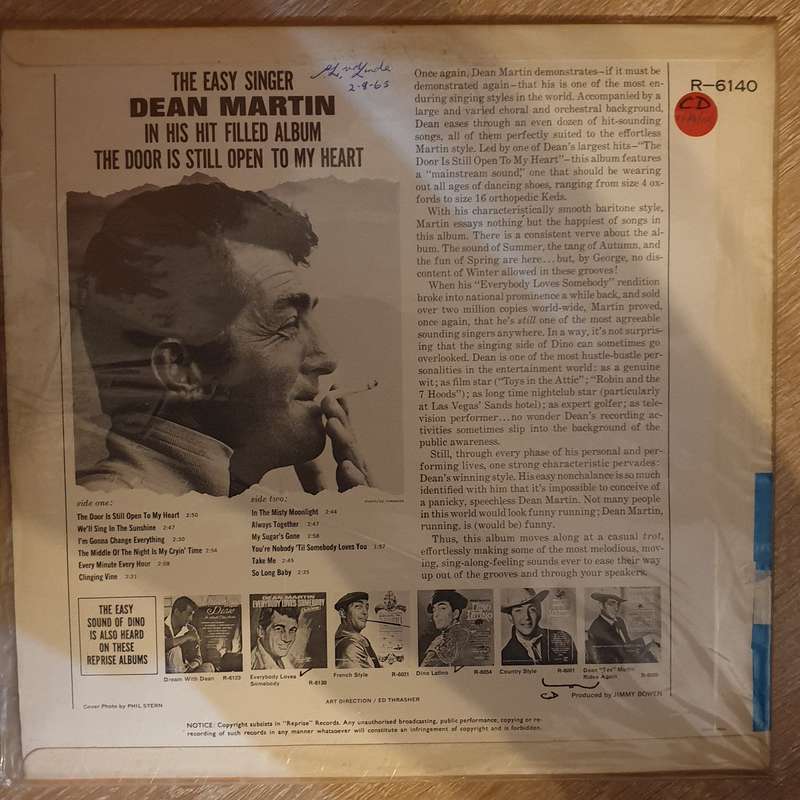 THE EASY SINGER
DEAN MARTIN
IN HIS HIT FILLED ALBUM
THE DOOR IS STILL OPEN TO MY HEART
2-9-65
R-6140
CD
Once again, Dean Martin demonstrates—if it must be
demonstrated again—that his is one of the most en-
during singing styles in the world. Accompanied by a
large and varied choral and orchestral background,
Dean eases through an even dozen of hit-sounding
songs, all of them perfectly suited to the effortless
Martin style. Led by one of Dean's largest hits—"The
Door Is Still Open To My Heart"—this album features
a "mainstream sound," one that should be wearing
out all ages of dancing shoes, ranging from size 4 ox-
fords to size 16 orthopedic Keds.
With his characteristically smooth baritone style,
Martin essays nothing but the happiest of songs in
this album. There is a consistent verve about the al-
bum. The sound of Summer, the tang of Autumn, and
the fun of Spring are here...but, by George, no dis-
content of Winter allowed in these grooves!
When his "Everybody Loves Somebody" rendition
broke into national prominence a while back, and sold
over two million copies world-wide, Martin proved,
once again, that he's still one of the most agreeable
sounding singers anywhere. In a way, it's not surpris-
ing that the singing side of Dino can sometimes go
overlooked. Dean is one of the most hustle-bustle per-
sonalities in the entertainment world: as a genuine
wit; as film star ("Toys in the Attic"; "Robin and the
7 Hoods"); as long time nightclub star (particularly
at Las Vegas' Sands hotel); as expert golfer; as tele-
vision performer...no wonder Dean's recording ac-
tivities sometimes slip into the background of the
public awareness.
Still, through every phase of his personal and per-
forming lives, one strong characteristic pervades:
Dean's winning style. His easy nonchalance is so much
identified with him that it's impossible to conceive of
a panicky, speechless Dean Martin. Not many people
in this world would look funny running; Dean Martin,
running, is (would be) funny.
Thus, this album moves along at a casual trot,
effortlessly making some of the most melodious, mov-
ing, sing-along-feeling sounds ever to ease their way
up out of the grooves and through your speakers.
side one:
The Door Is Still Open To My Heart 2:50
We'll Sing In The Sunshine 2:47
I'm Gonna Change Everything 2:30
The Middle Of The Night Is My Cryin' Time 2:56
Every Minute Every Hour 2:08
Clinging Vine 2:31
side two:
In The Misty Moonlight 2:44
Always Together 2:47
My Sugar's Gone 2:58
You're Nobody 'Til Somebody Loves You 1:57
Take Me 2:45
So Long Baby 2:25
THE EASY
SOUND OF DINO
IS ALSO HEARD
ON THESE
REPRISE ALBUMS
Dino
DEAN MARTIN
EVERYBODY LOVES SOMEBODY
Dream With Dean R-6123
Everybody Loves
Somebody R-6130
French Style R-6021
Dino Latino R-6054
Country Style R-6061
Dean "Tex" Martin
Rides Again
CD
Produced by JIMMY BOWEN
Cover Photo by PHIL STERN
ART DIRECTION / ED THRASHER
NOTICE: Copyright subsists in "Reprise" Records. Any unauthorised broadcasting, public performance, copying or re-
recording of such records in any manner whatsoever will constitute an infringement of copyright and is forbidden.